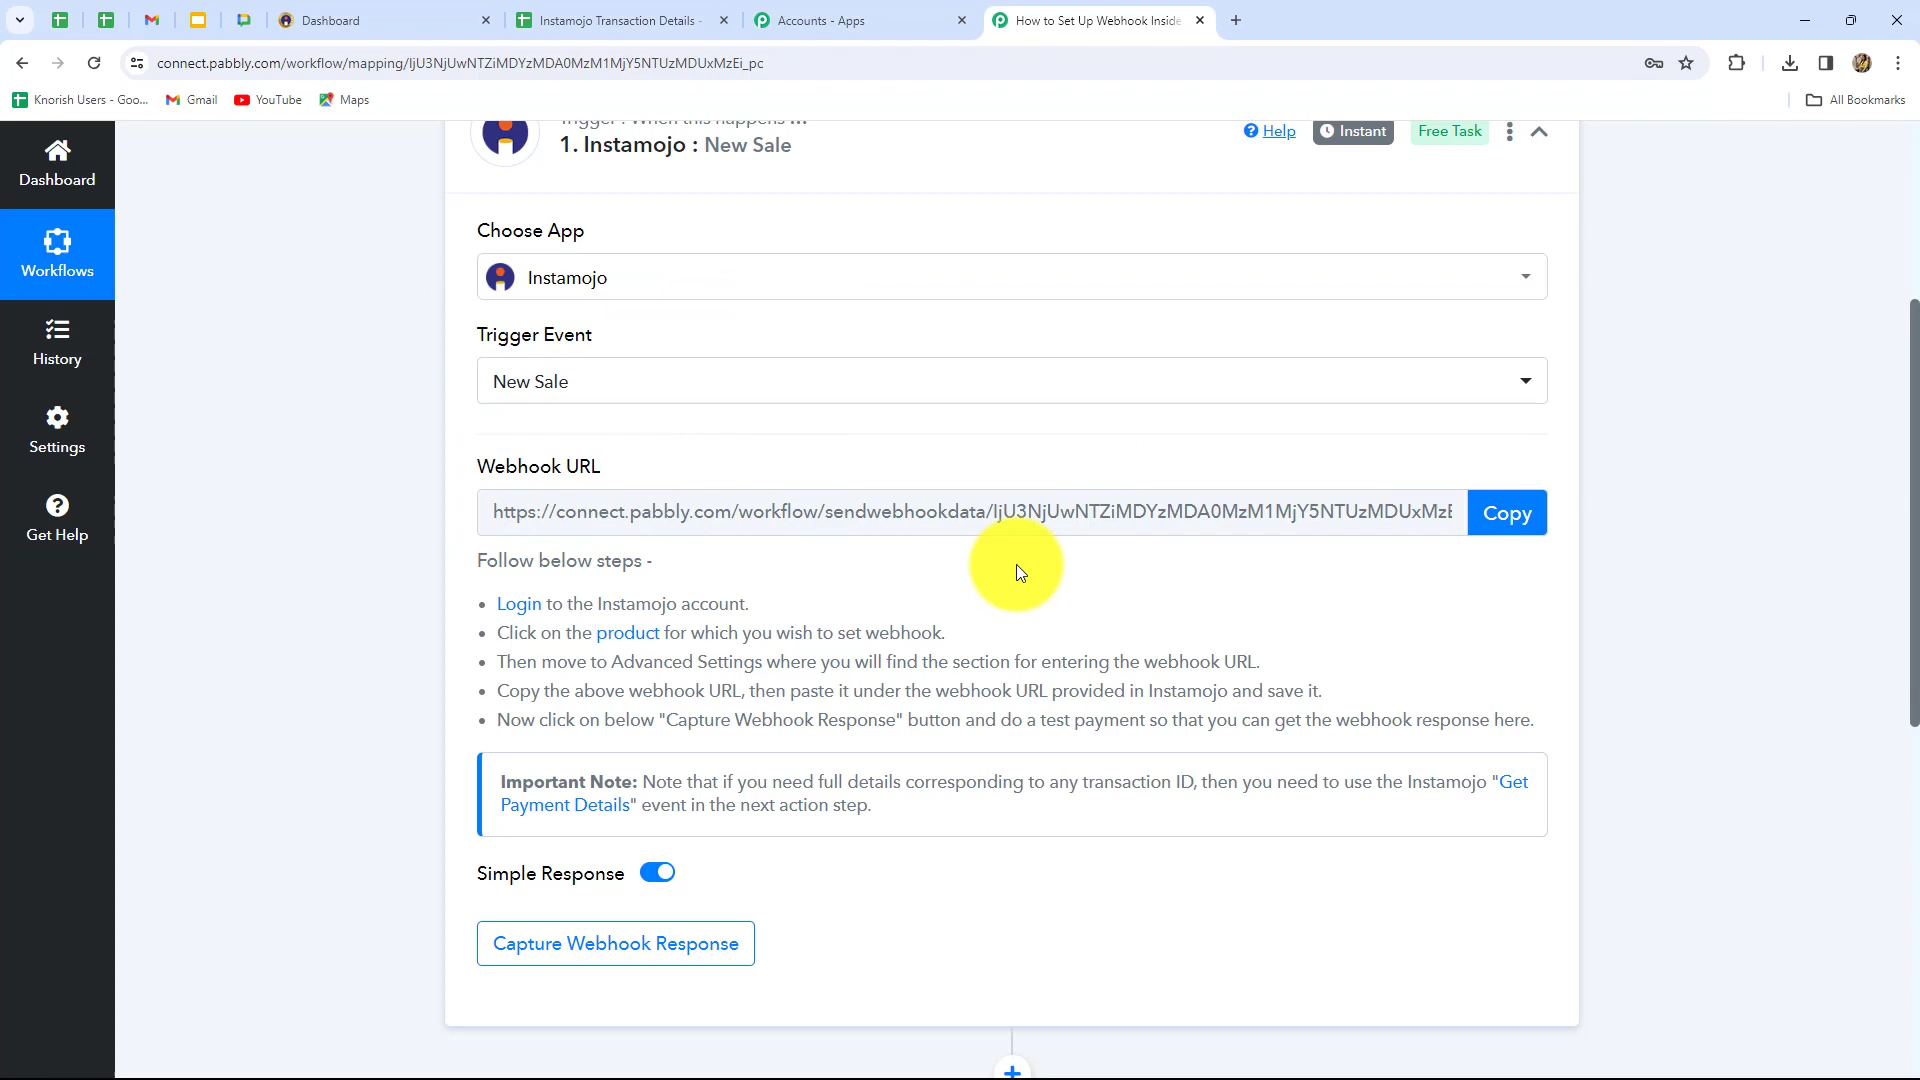 Dashboard
Instamojo Transaction Details -
Accounts - Apps
How to Set Up Webhook Inside
connect.pabbly.com/workflow/mapping/IjU3NjUwNTZiMDYzMDA0MzM1MjY5NTUzMDUxMzEi_pc
Knorish Users - Goo...
Gmail
YouTube
Maps
All Bookmarks
Dashboard
Workflows
History
Settings
Get Help
Trigger : When this happens ...
1. Instamojo : New Sale
Help
Instant
Free Task
Choose App
Instamojo
Trigger Event
New Sale
Webhook URL
https://connect.pabbly.com/workflow/sendwebhookdata/IjU3NjUwNTZiMDYzMDA0MzM1MjY5NTUzMDUxMzE
Copy
Follow below steps -
• Login to the Instamojo account.
• Click on the product for which you wish to set webhook.
• Then move to Advanced Settings where you will find the section for entering the webhook URL.
• Copy the above webhook URL, then paste it under the webhook URL provided in Instamojo and save it.
• Now click on below "Capture Webhook Response" button and do a test payment so that you can get the webhook response here.
Important Note: Note that if you need full details corresponding to any transaction ID, then you need to use the Instamojo "Get
Payment Details" event in the next action step.
Simple Response
Capture Webhook Response